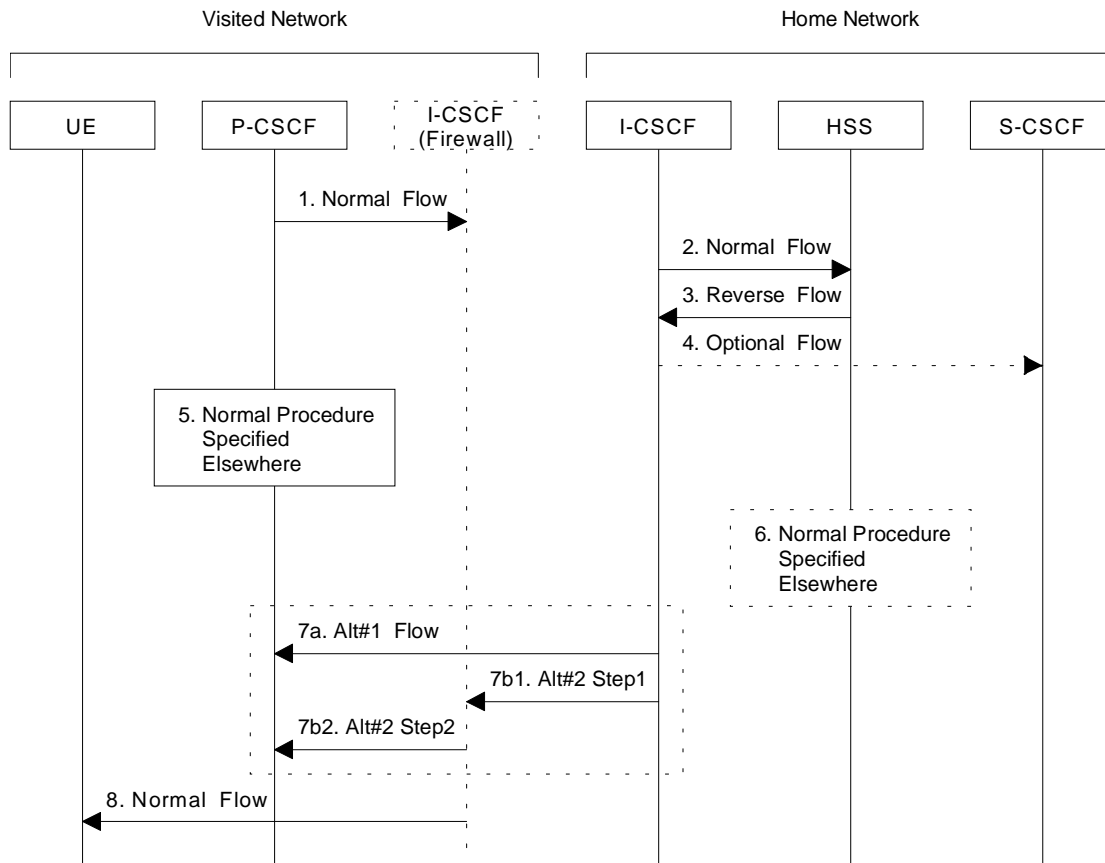 Visited Network
Home Network
UE
P-CSCF
I-CSCF
(Firewall)
I-CSCF
HSS
S-CSCF
1. Normal Flow
2. Normal Flow
3. Reverse Flow
4. Optional Flow
5. Normal Procedure
Specified
Elsewhere
6. Normal Procedure
Specified
Elsewhere
7a. Alt#1 Flow
7b1. Alt#2 Step1
7b2. Alt#2 Step2
8. Normal Flow